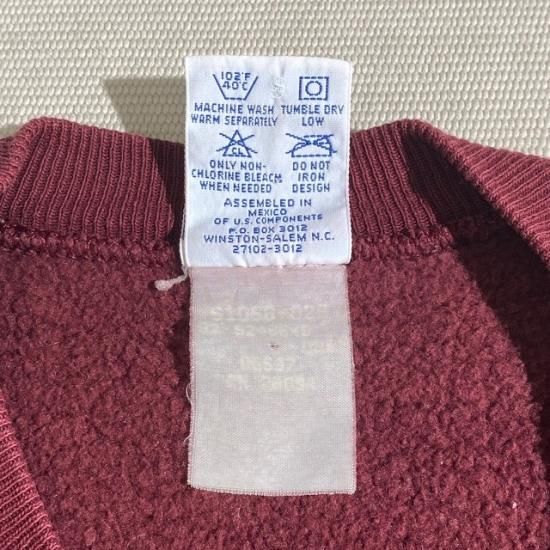 102°F
40°C
MACHINE WASH
WARM SEPARATELY
TUMBLE DRY
LOW
CL
ONLY NON-
CHLORINE BLEACH
WHEN NEEDED
DO NOT
IRON
DESIGN
ASSEMBLED IN
MEXICO
OF U.S. COMPONENTS
P.O. BOX 3012
WINSTON-SALEM N.C.
27102-3012